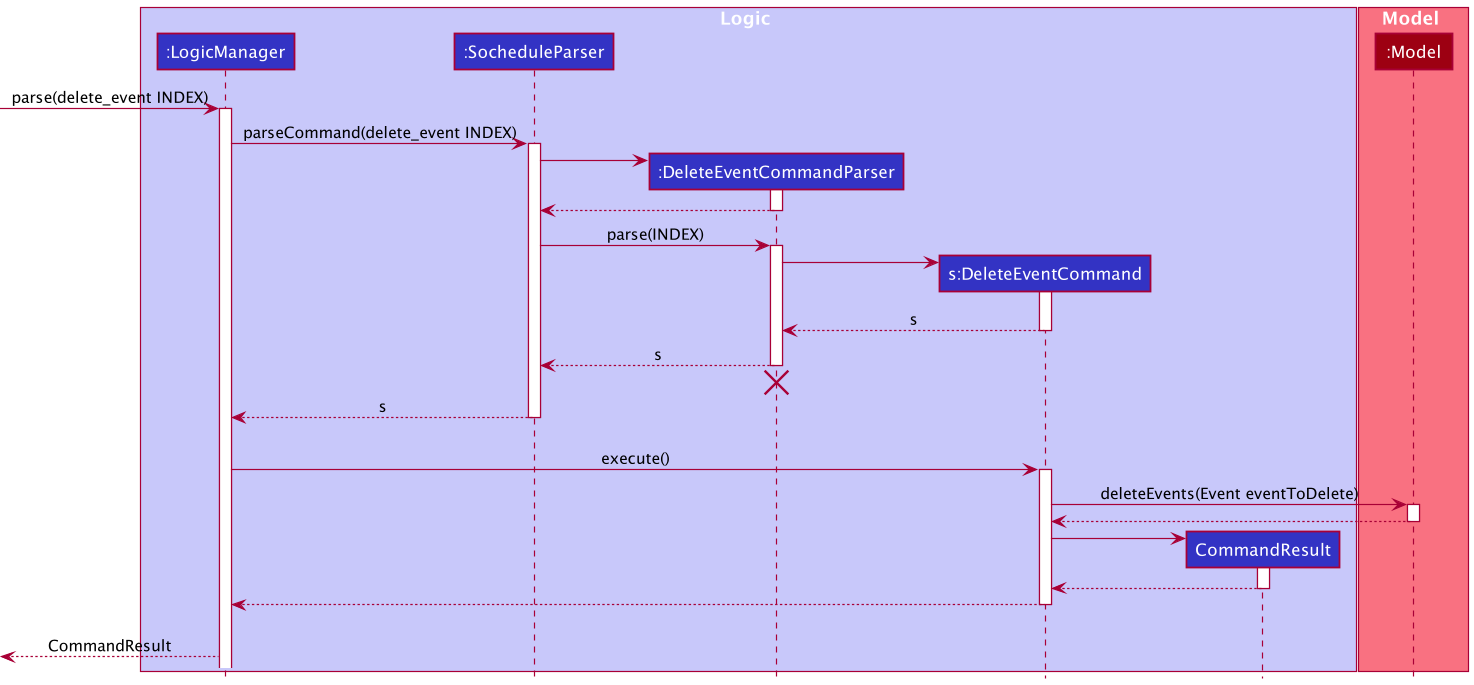 Logic
Model
:LogicManager
:SocheduleParser
:Model
parse(delete_event INDEX)
parseCommand(delete_event INDEX)
:DeleteEventCommandParser
parse(INDEX)
s:DeleteEventCommand
s
s
s
execute()
deleteEvents(Event eventToDelete)
CommandResult
CommandResult